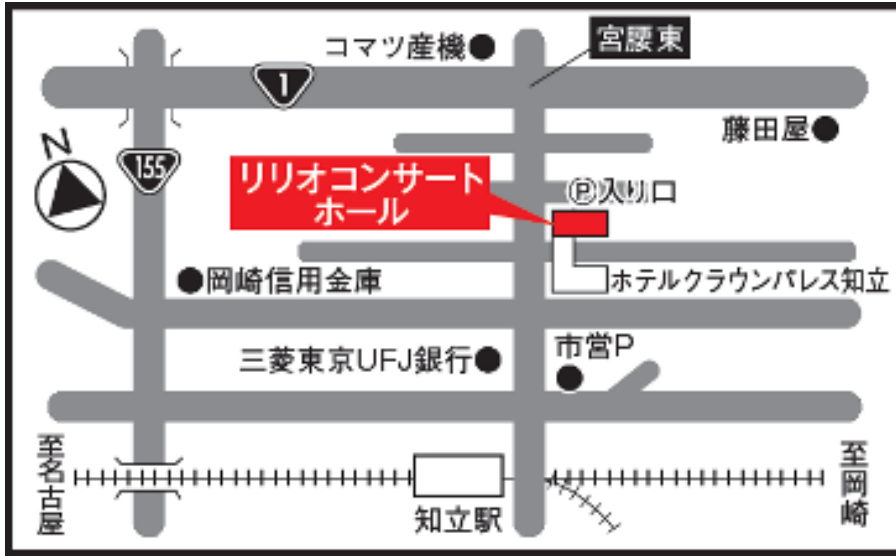 コマツ産機
宮腰東
1
藤田屋
N
155
リリオコンサート
ホール
Ⓟ入り口
岡崎信用金庫
ホテルクラウンパレス知立
三菱東京UFJ銀行
市営P
至名古屋
至岡崎
知立駅